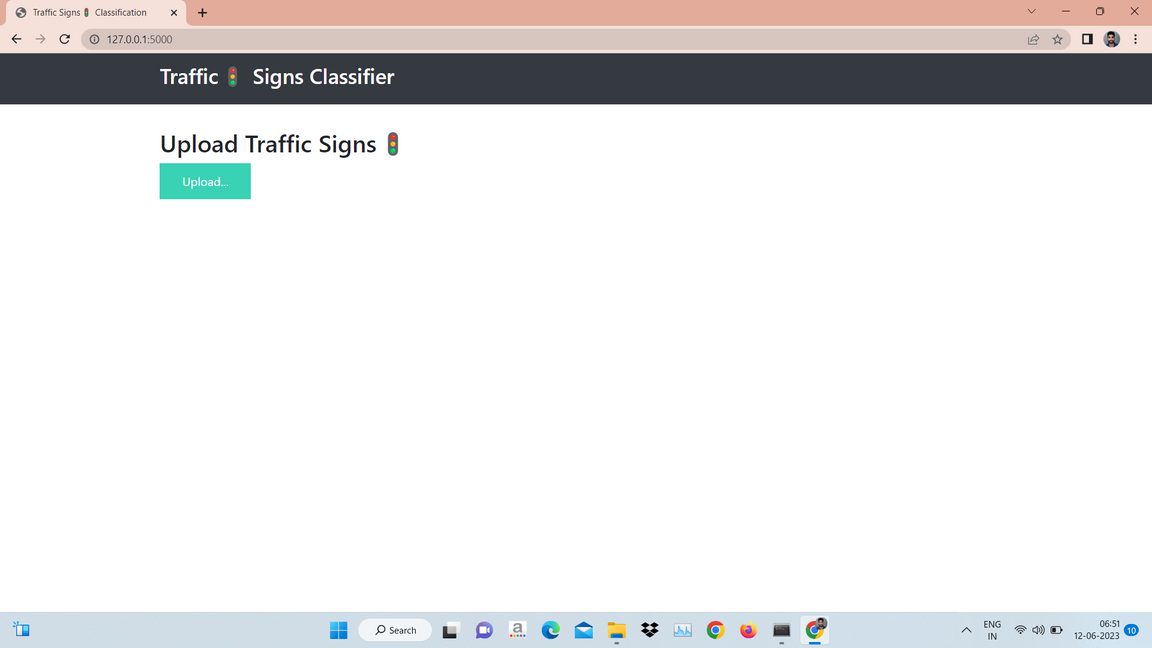 Traffic Signs🚦 Classification
127.0.0.1:5000
Traffic🚦 Signs Classifier
Upload Traffic Signs 🚦
Upload...
Search
a
ENG
IN
06:51
12-06-2023
10